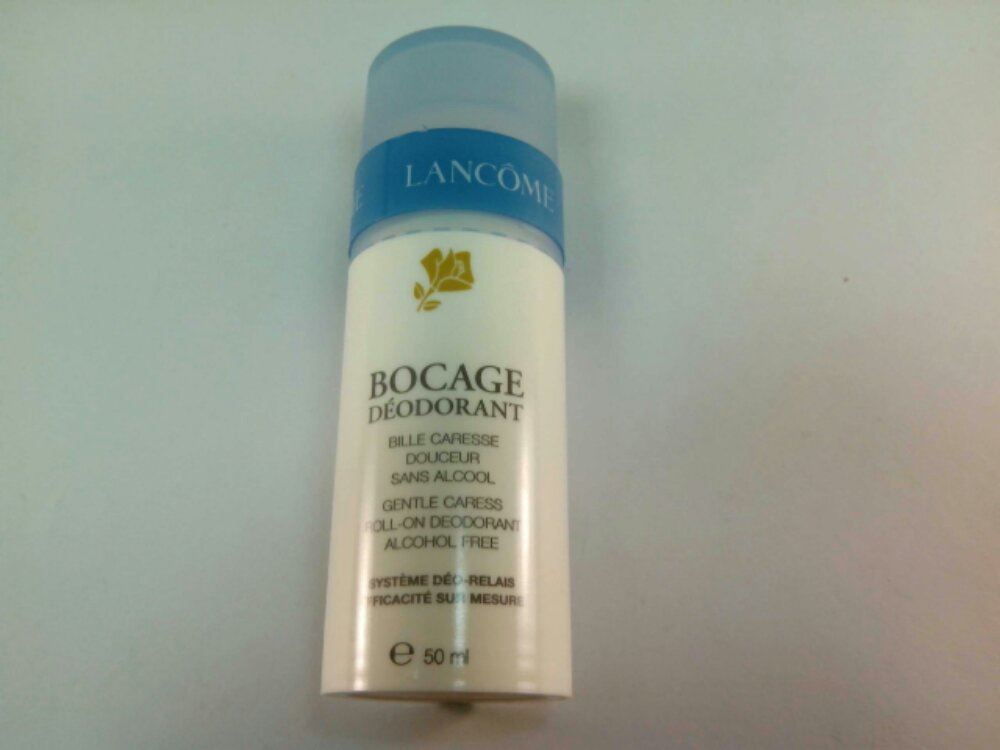 LANCÔME
BOCAGE
DÉODORANT
BILLE CARESSE
DOUCEUR
SANS ALCOOL
GENTLE CARESS
ROLL-ON DEODORANT
ALCOHOL FREE
SYSTÈME DÉO-RELAIS
EFFICACITÉ SUR MESURE
e 50 ml